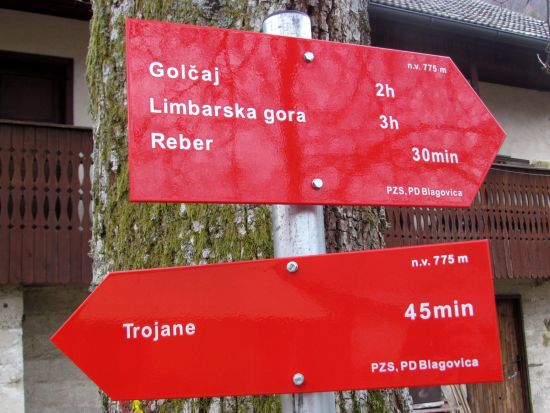 n.v. 775 m
Golčaj 2h
Limbarska gora 3h
Reber 30min
PZS, PD Blagovica
n.v. 775 m
Trojane 45min
PZS, PD Blagovica